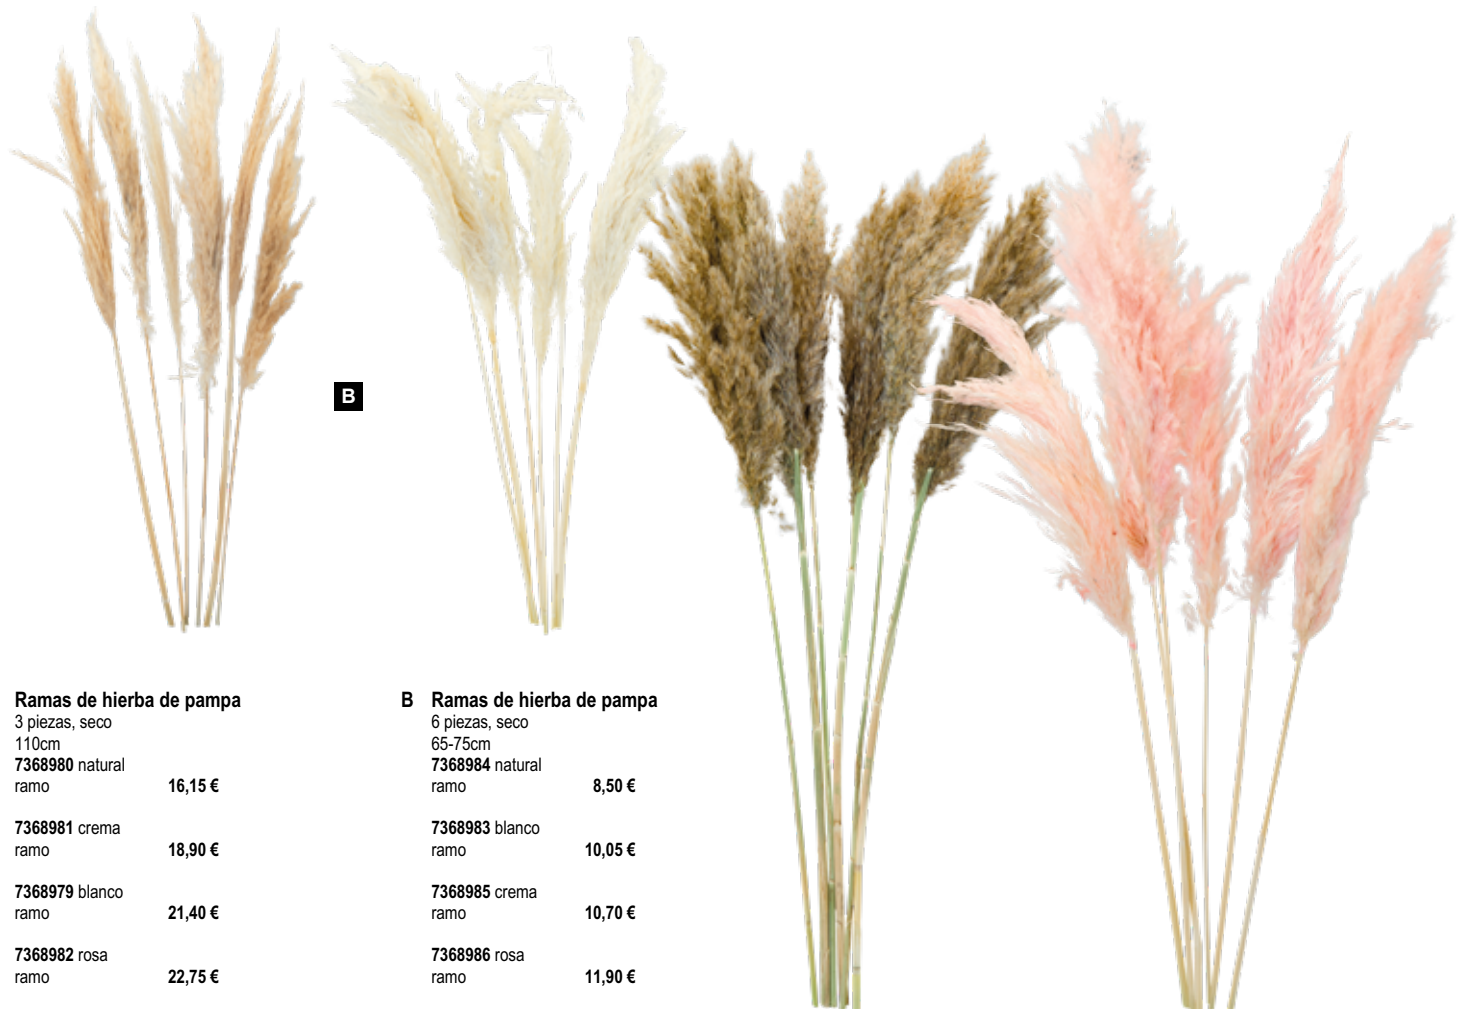 B
Ramas de hierba de pampa
3 piezas, seco
110cm
7368980 natural
ramo 16,15 €
7368981 crema
ramo 18,90 €
7368979 blanco
ramo 21,40 €
7368982 rosa
ramo 22,75 €
B Ramas de hierba de pampa
6 piezas, seco
65-75cm
7368984 natural
ramo 8,50 €
7368983 blanco
ramo 10,05 €
7368985 crema
ramo 10,70 €
7368986 rosa
ramo 11,90 €